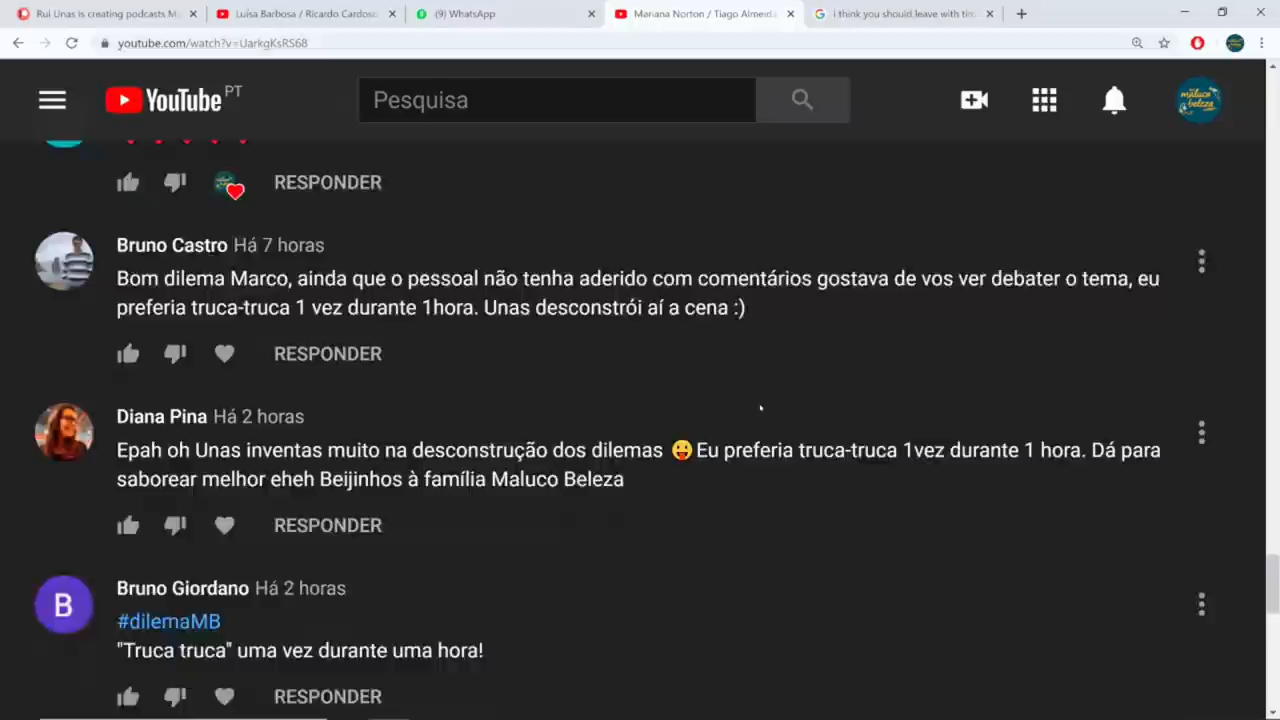 Rui Unas is creating podcasts M
Luísa Barbosa / Ricardo Cardoso
(9) WhatsApp
Mariana Norton / Tiago Almeida
i think you should leave with tim
youtube.com/watch?v=UarkgKsRS68
YouTube PT
Pesquisa
maluco
beleza
RESPONDER
Bruno Castro Há 7 horas
Bom dilema Marco, ainda que o pessoal não tenha aderido com comentários gostava de vos ver debater o tema, eu
preferia truca-truca 1 vez durante 1hora. Unas desconstrói aí a cena :)
RESPONDER
Diana Pina Há 2 horas
Epah oh Unas inventas muito na desconstrução dos dilemas 😛Eu preferia truca-truca 1vez durante 1 hora. Dá para
saborear melhor eheh Beijinhos à família Maluco Beleza
RESPONDER
B
Bruno Giordano Há 2 horas
#dilemaMB
"Truca truca" uma vez durante uma hora!
RESPONDER